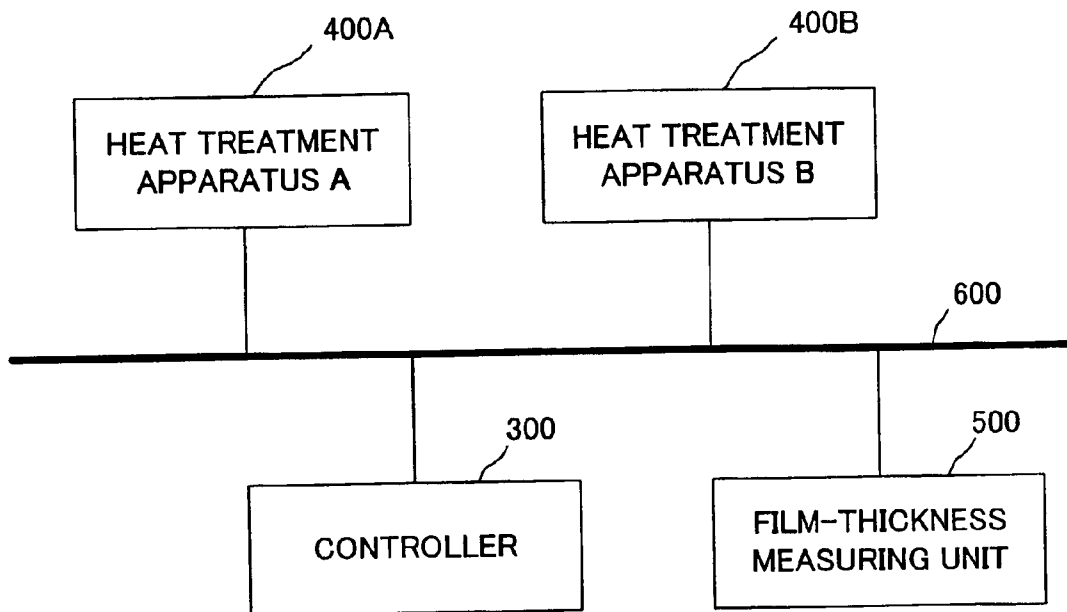 400A
400B
HEAT TREATMENT
APPARATUS A
HEAT TREATMENT
APPARATUS B
600
300
500
CONTROLLER
FILM-THICKNESS
MEASURING UNIT